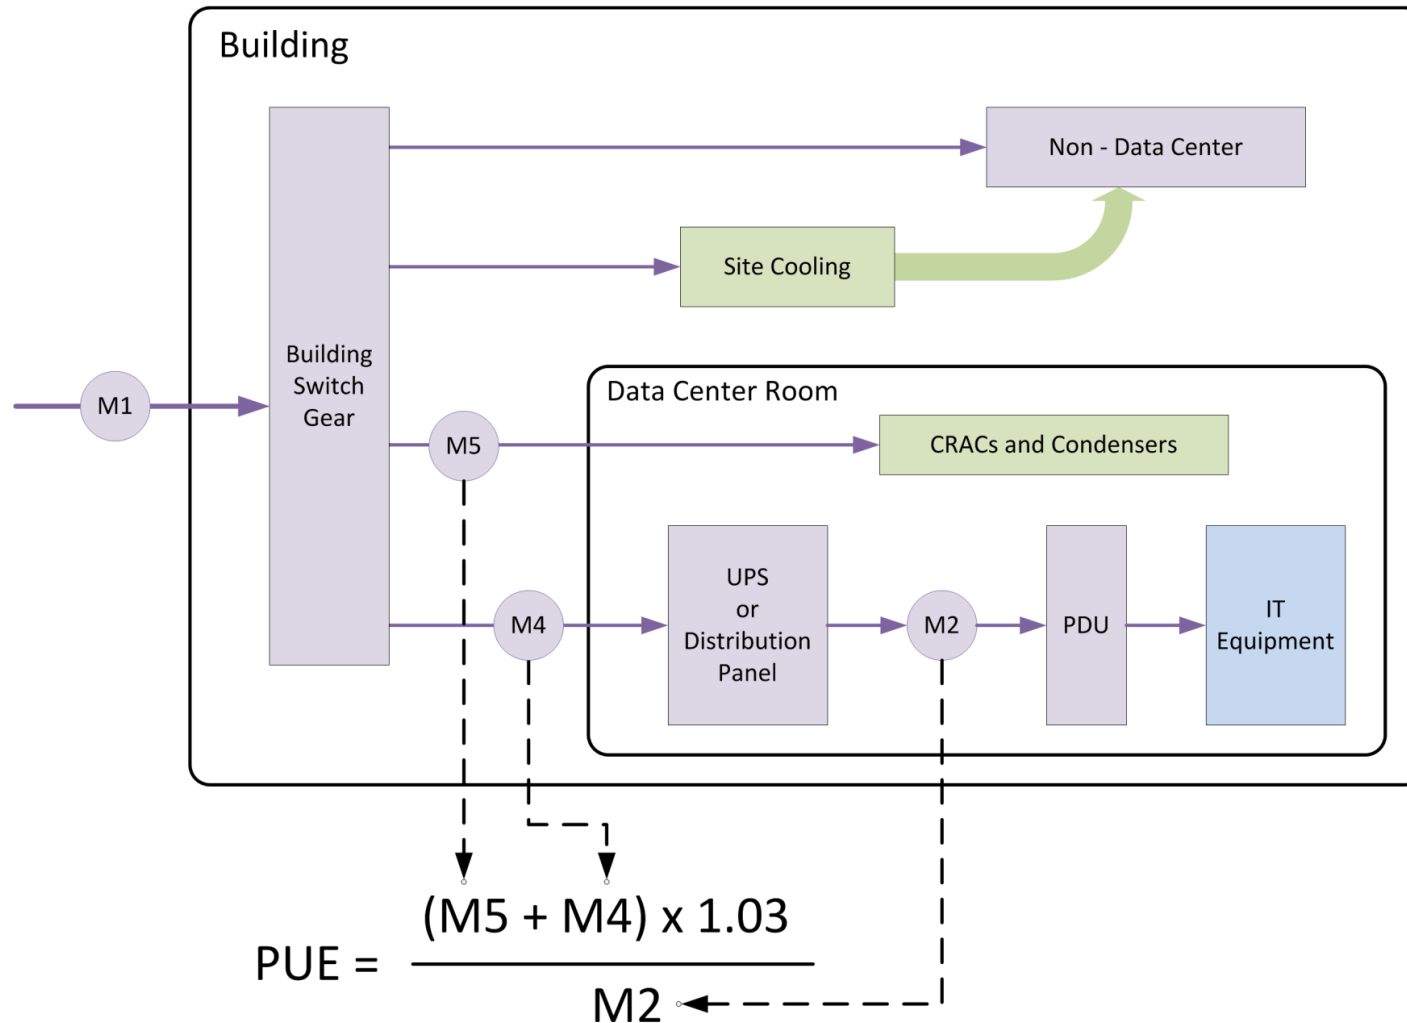 Building
Non - Data Center
Site Cooling
Building
Switch
Gear
M1
Data Center Room
M5
CRACs and Condensers
M4
UPS
or
Distribution
Panel
M2
PDU
IT
Equipment
(M5 + M4) x 1.03
PUE =
M2